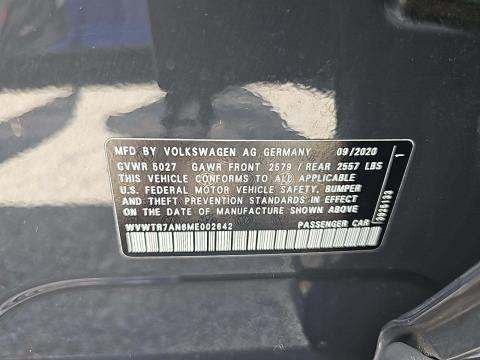 MFD BY VOLKSWAGEN AG GERMANY 09/2020
GVWR 5027 GAWR FRONT 2579 / REAR 2557 LBS
THIS VEHICLE CONFORMS TO ALL APPLICABLE
U.S. FEDERAL MOTOR VEHICLE SAFETY, BUMPER
AND THEFT PREVENTION STANDARDS IN EFFECT
ON THE DATE OF MANUFACTURE SHOWN ABOVE.
WVWTR7AN6ME002642 PASSENGER CAR